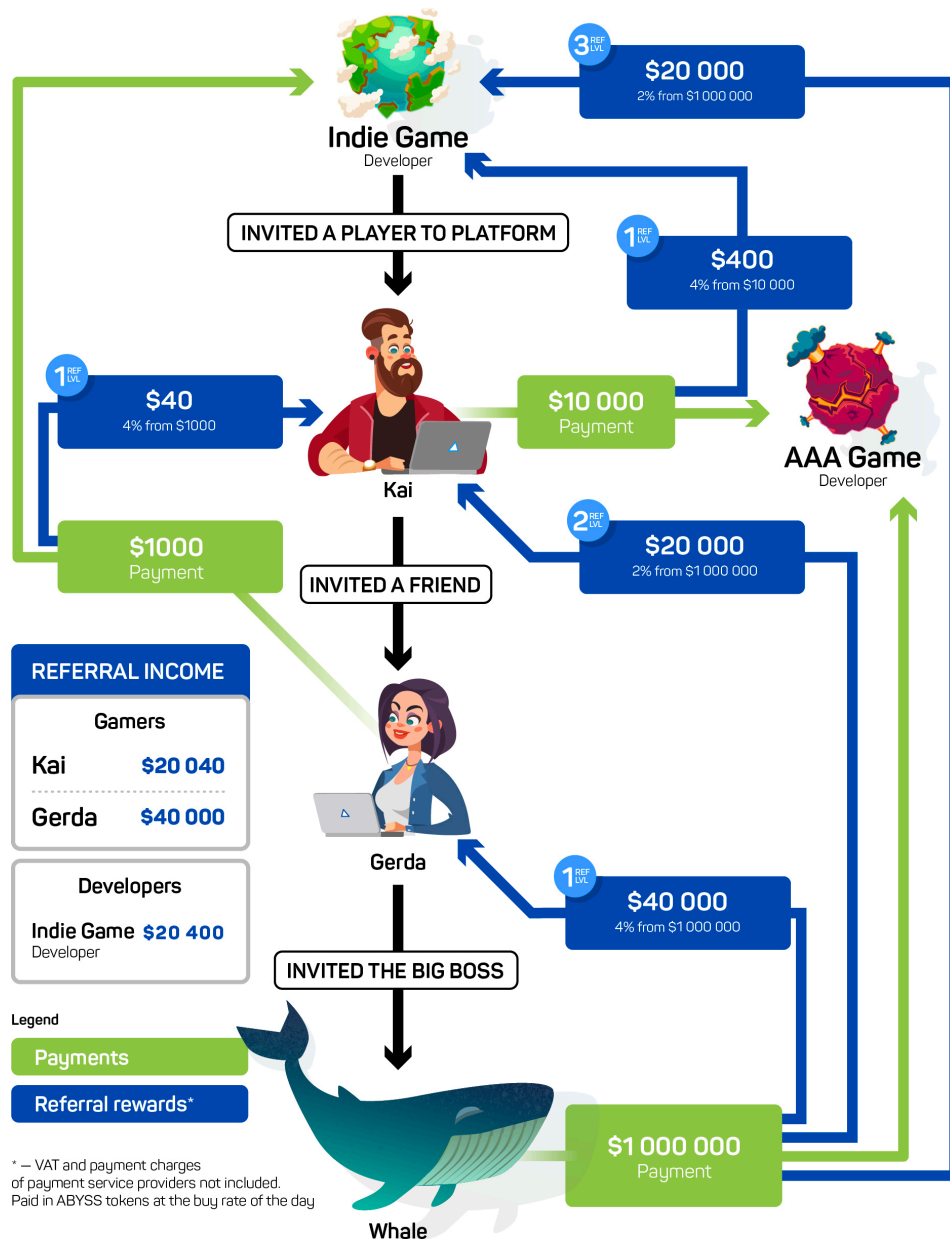 3 REF LVL
$20 000
2% from $1 000 000
Indie Game
Developer
INVITED A PLAYER TO PLATFORM
1 REF LVL
$400
4% from $10 000
1 REF LVL
$40
4% from $1000
$10 000
Payment
AAA Game
Developer
Kai
2 REF LVL
$20 000
2% from $1 000 000
$1000
Payment
INVITED A FRIEND
REFERRAL INCOME
Gamers
Kai $20 040
Gerda $40 000
Developers
Indie Game $20 400
Developer
Gerda
1 REF LVL
$40 000
4% from $1 000 000
INVITED THE BIG BOSS
Legend
Payments
Referral rewards*
* — VAT and payment charges
of payment service providers not included.
Paid in ABYSS tokens at the buy rate of the day
$1 000 000
Payment
Whale